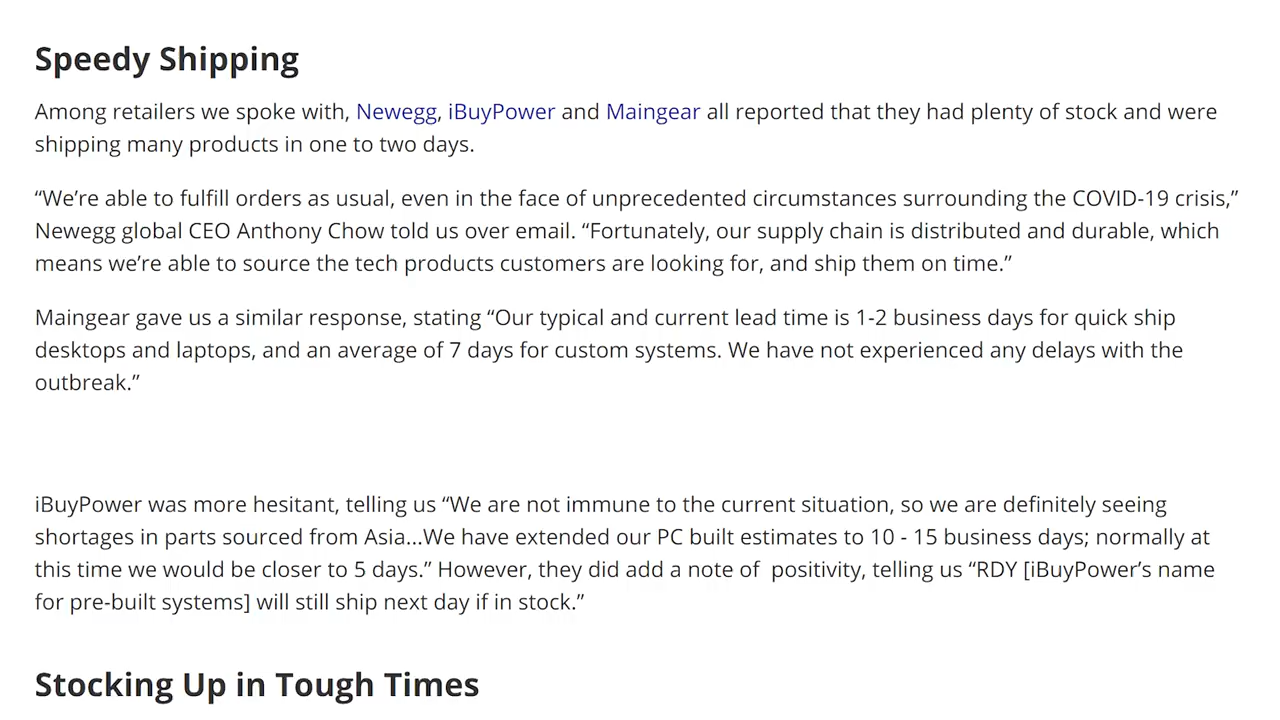 Speedy Shipping
Among retailers we spoke with, Newegg, iBuyPower and Maingear all reported that they had plenty of stock and were
shipping many products in one to two days.
“We’re able to fulfill orders as usual, even in the face of unprecedented circumstances surrounding the COVID-19 crisis,”
Newegg global CEO Anthony Chow told us over email. “Fortunately, our supply chain is distributed and durable, which
means we’re able to source the tech products customers are looking for, and ship them on time.”
Maingear gave us a similar response, stating “Our typical and current lead time is 1-2 business days for quick ship
desktops and laptops, and an average of 7 days for custom systems. We have not experienced any delays with the
outbreak.”
iBuyPower was more hesitant, telling us “We are not immune to the current situation, so we are definitely seeing
shortages in parts sourced from Asia...We have extended our PC built estimates to 10 - 15 business days; normally at
this time we would be closer to 5 days.” However, they did add a note of  positivity, telling us “RDY [iBuyPower’s name
for pre-built systems] will still ship next day if in stock.”
Stocking Up in Tough Times